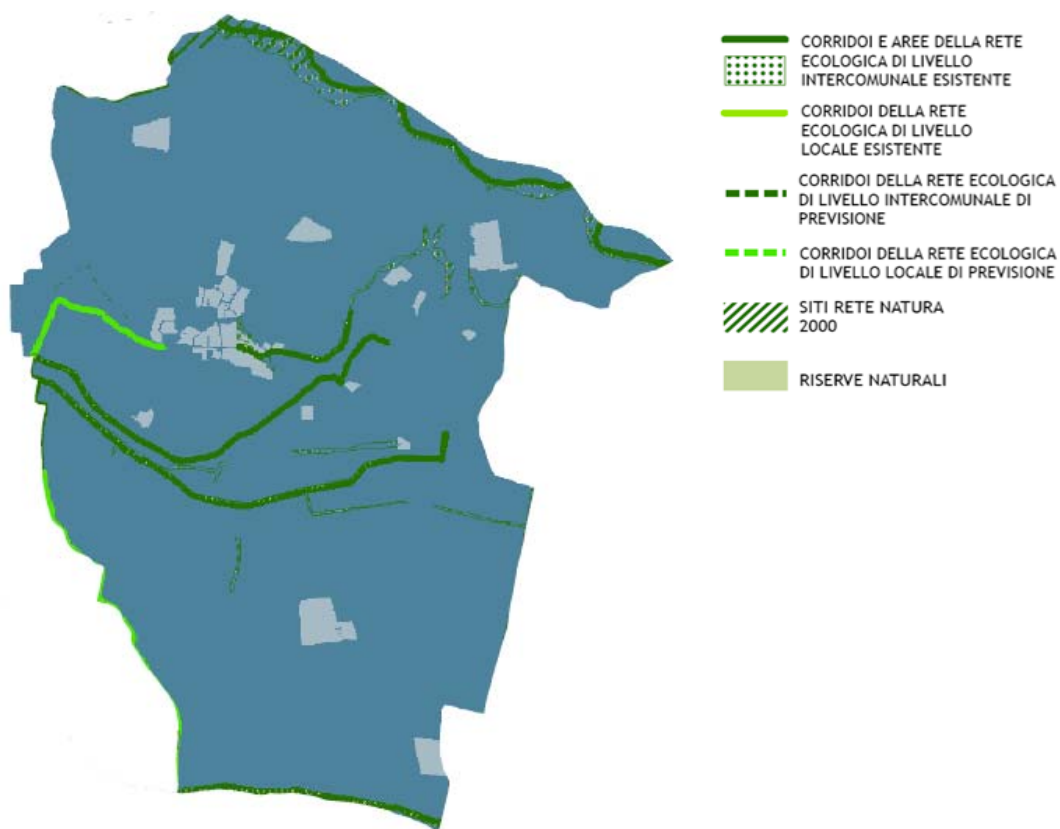 CORRIDOI E AREE DELLA RETE
ECOLOGICA DI LIVELLO
INTERCOMUNALE ESISTENTE
CORRIDOI DELLA RETE
ECOLOGICA DI LIVELLO
LOCALE ESISTENTE
CORRIDOI DELLA RETE ECOLOGICA
DI LIVELLO INTERCOMUNALE DI
PREVISIONE
CORRIDOI DELLA RETE ECOLOGICA
DI LIVELLO LOCALE DI PREVISIONE
SITI RETE NATURA
2000
RISERVE NATURALI